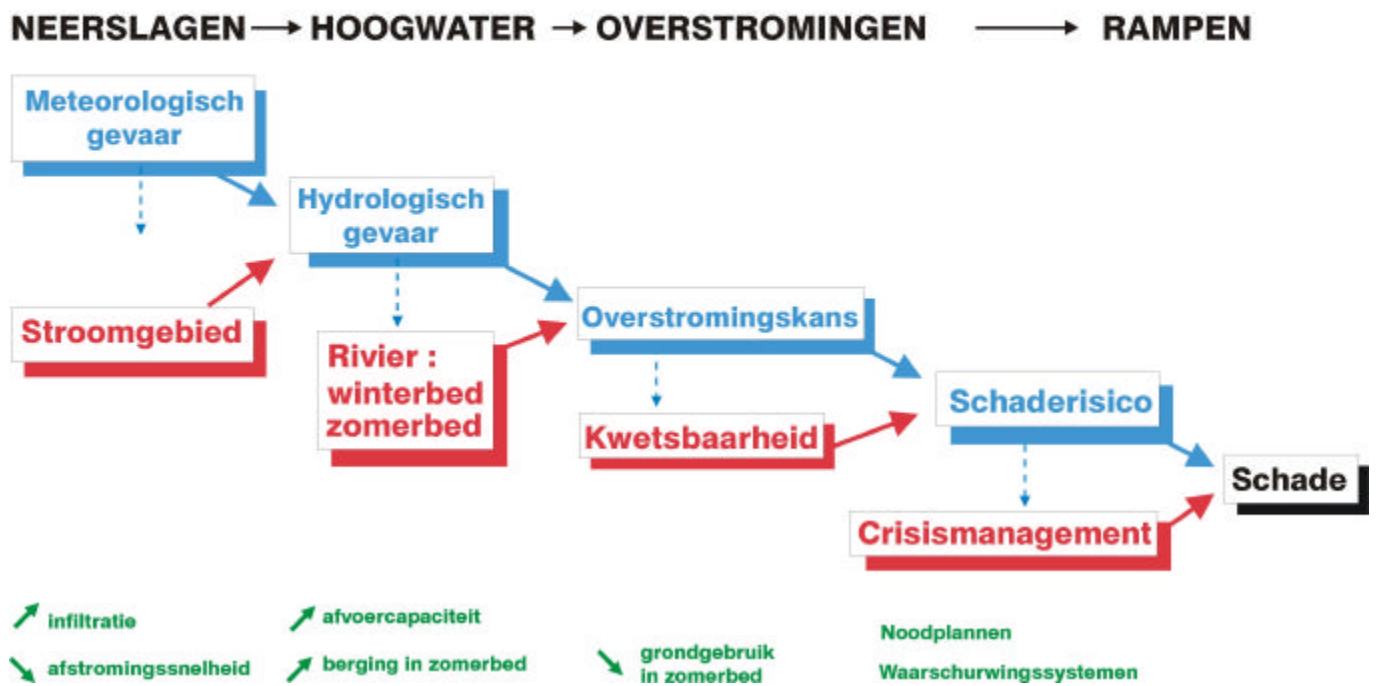 NEERSLAGEN → HOOGWATER → OVERSTROMINGEN → RAMPEN
Meteorologisch
gevaar
Hydrologisch
gevaar
Stroomgebied
Overstromingskans
Rivier :
winterbed
zomerbed
Schaderisico
Kwetsbaarheid
Schade
Crisismanagement
infiltratie
afvoercapaciteit
Noodplannen
grondgebruik
in zomerbed
afstromingssnelheid
berging in zomerbed
Waarschurwingssystemen